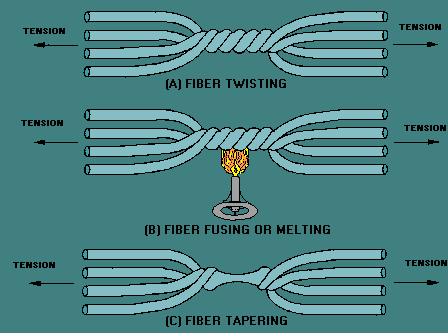 TENSION TENSION
(A) FIBER TWISTING
TENSION TENSION
(B) FIBER FUSING OR MELTING
TENSION TENSION
(C) FIBER TAPERING